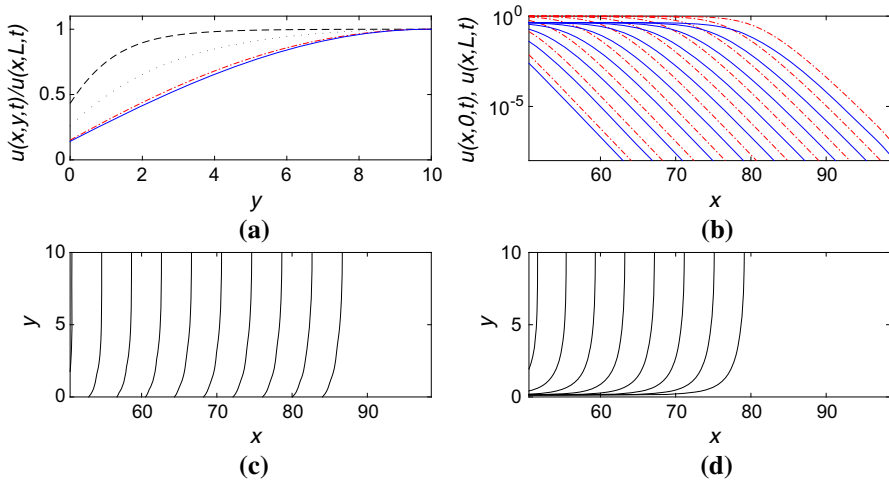 u(x,y,t)/u(x,L,t)
1
0.5
0
0 2 4 6 8 10
y
(a)
u(x,0,t), u(x,L,t)
10^0
10^-5
60 70 80 90
x
(b)
y
10
5
0
60 70 80 90
x
(c)
y
10
5
0
60 70 80 90
x
(d)